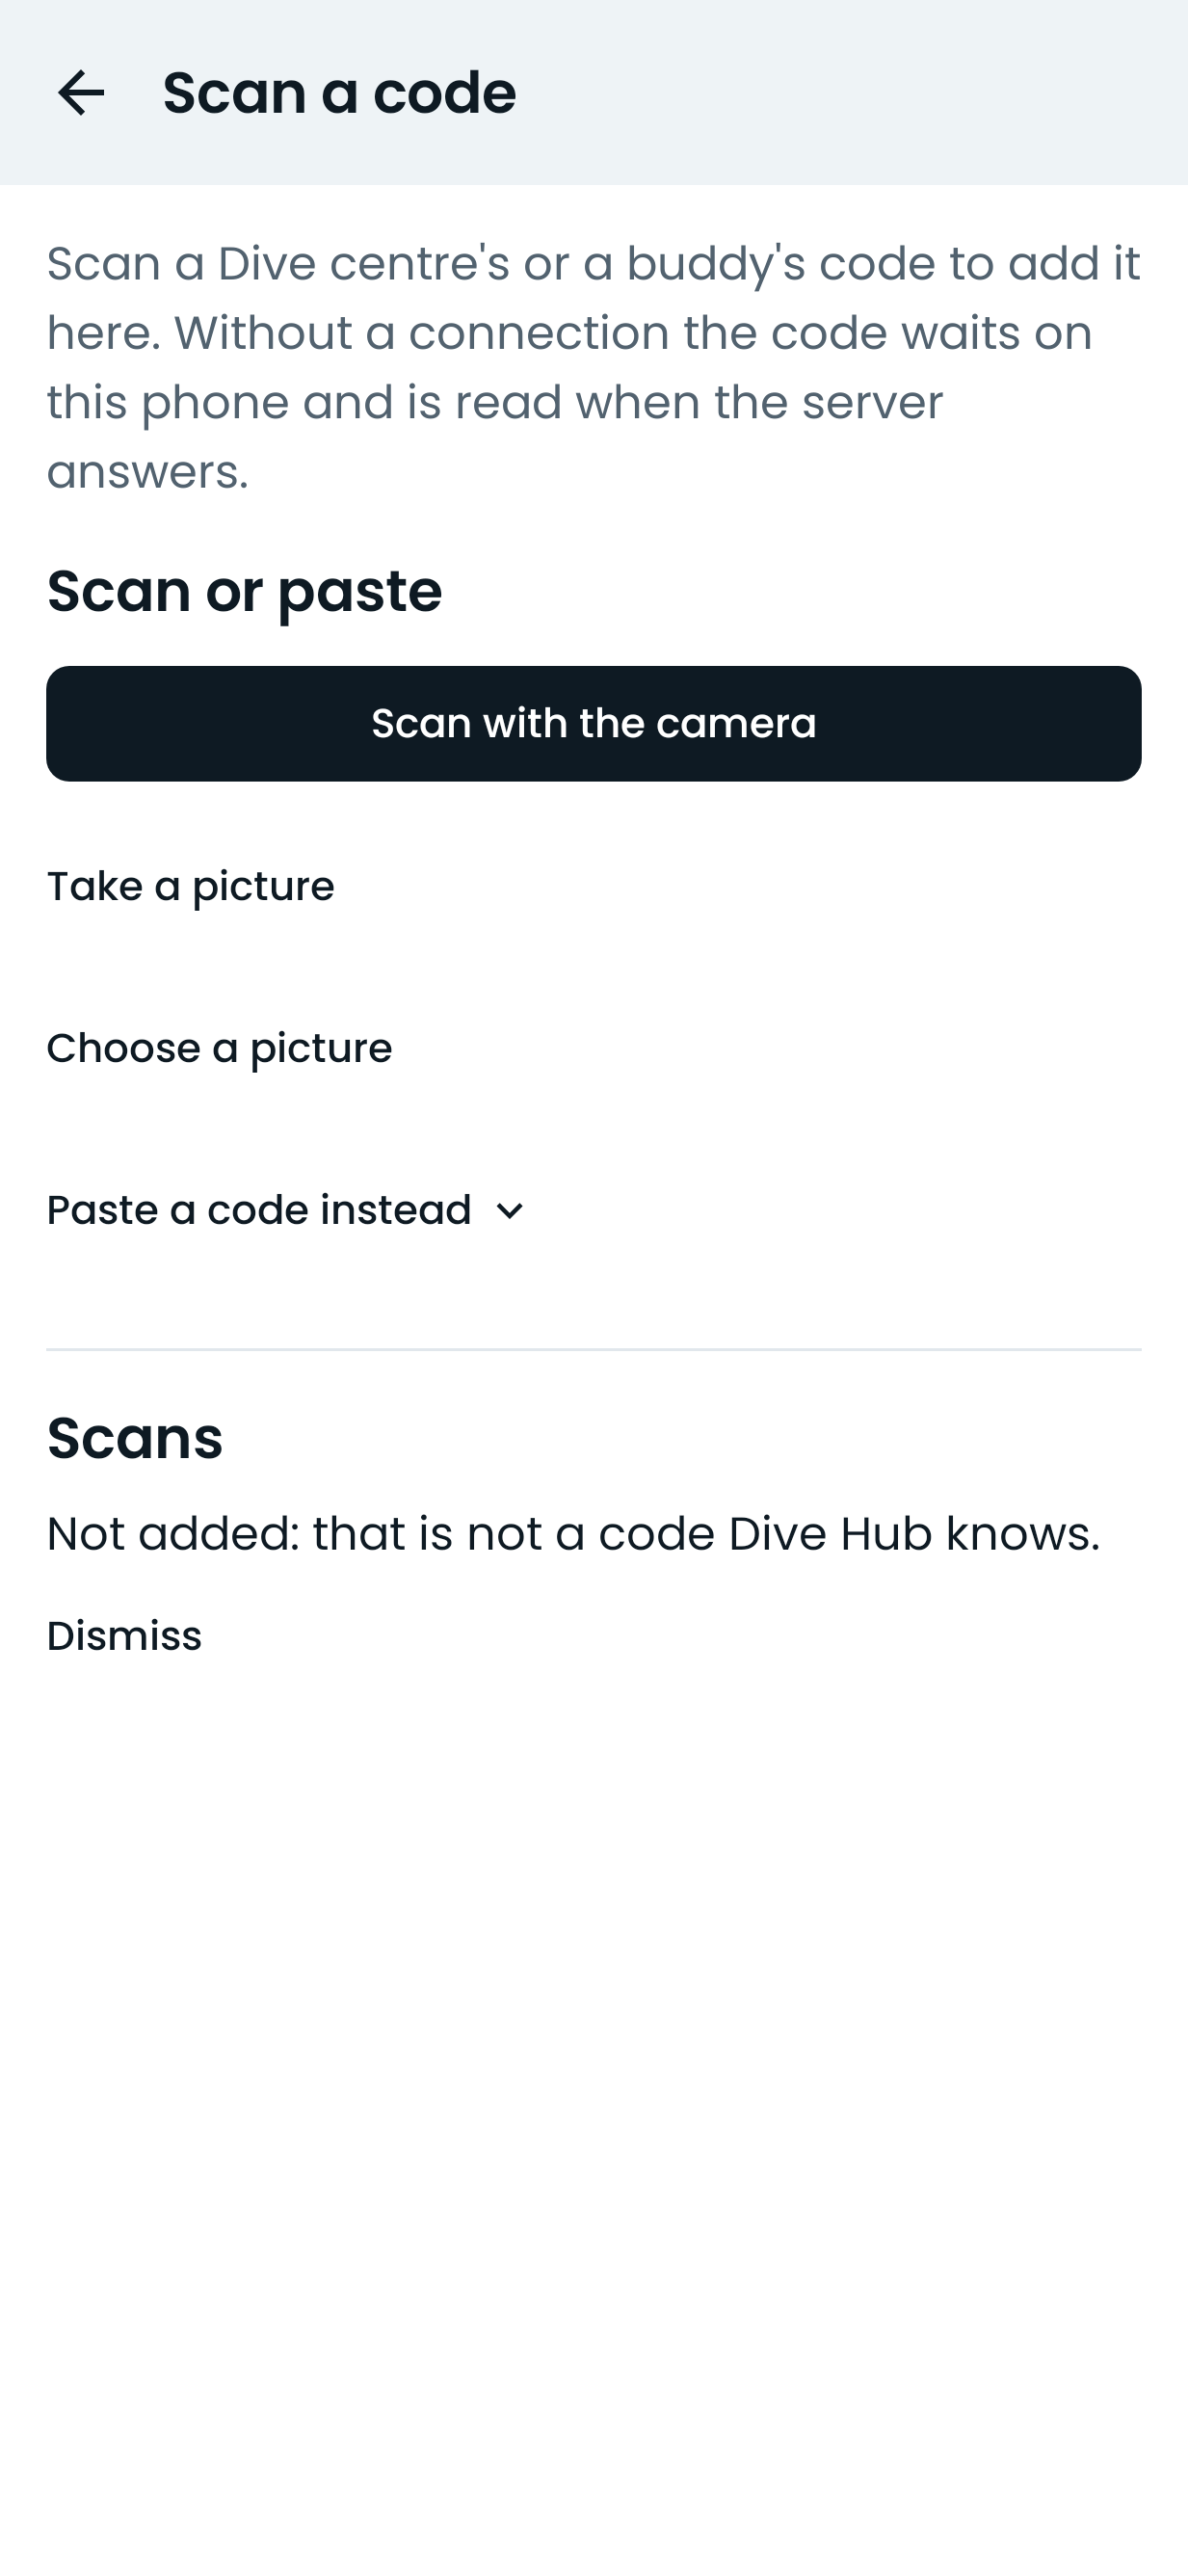 Scan a code
Scan a Dive centre's or a buddy's code to add it
here. Without a connection the code waits on
this phone and is read when the server
answers.
Scan or paste
Scan with the camera
Take a picture
Choose a picture
Paste a code instead
Scans
Not added: that is not a code Dive Hub knows.
Dismiss